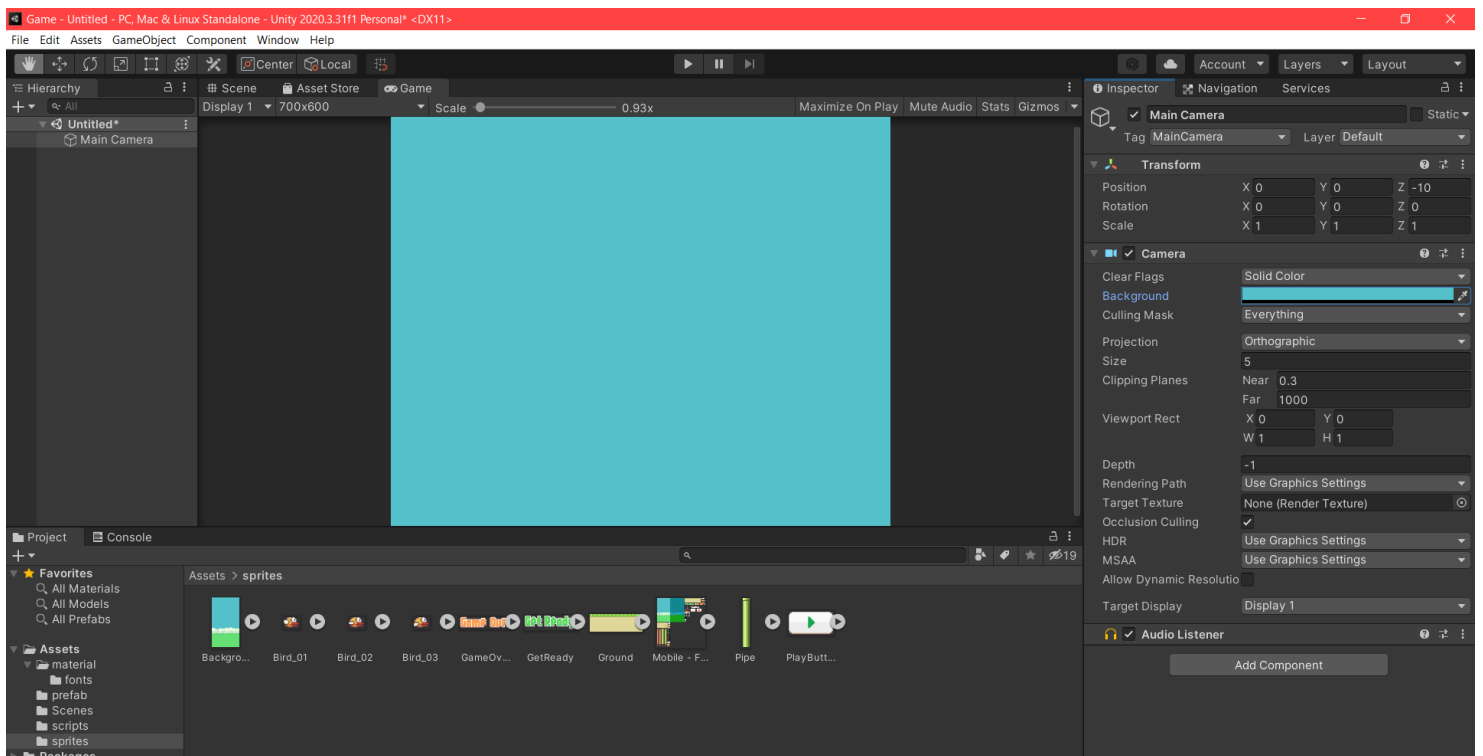 Game - Untitled - PC, Mac & Linux Standalone - Unity 2020.3.31f1 Personal* <DX11>
File Edit Assets GameObject Component Window Help
Center Local Account Layers Layout
Hierarchy
All
Untitled*
Main Camera
Scene Asset Store Game
Display 1 700x600 Scale 0.93x Maximize On Play Mute Audio Stats Gizmos
Inspector Navigation Services
Main Camera Static
Tag MainCamera Layer Default
Transform
Position X 0 Y 0 Z -10
Rotation X 0 Y 0 Z 0
Scale X 1 Y 1 Z 1
Camera
Clear Flags Solid Color
Background
Culling Mask Everything
Projection Orthographic
Size 5
Clipping Planes Near 0.3
Far 1000
Viewport Rect X 0 Y 0
W 1 H 1
Depth -1
Rendering Path Use Graphics Settings
Target Texture None (Render Texture)
Occlusion Culling
HDR Use Graphics Settings
MSAA Use Graphics Settings
Allow Dynamic Resolutio
Target Display Display 1
Audio Listener
Add Component
Project Console
19
Favorites
All Materials
All Models
All Prefabs
Assets
material
fonts
prefab
Scenes
scripts
sprites
Packages
Assets > sprites
Game Over Get Ready
Backgro... Bird_01 Bird_02 Bird_03 GameOv... GetReady Ground Mobile - F... Pipe PlayButt...